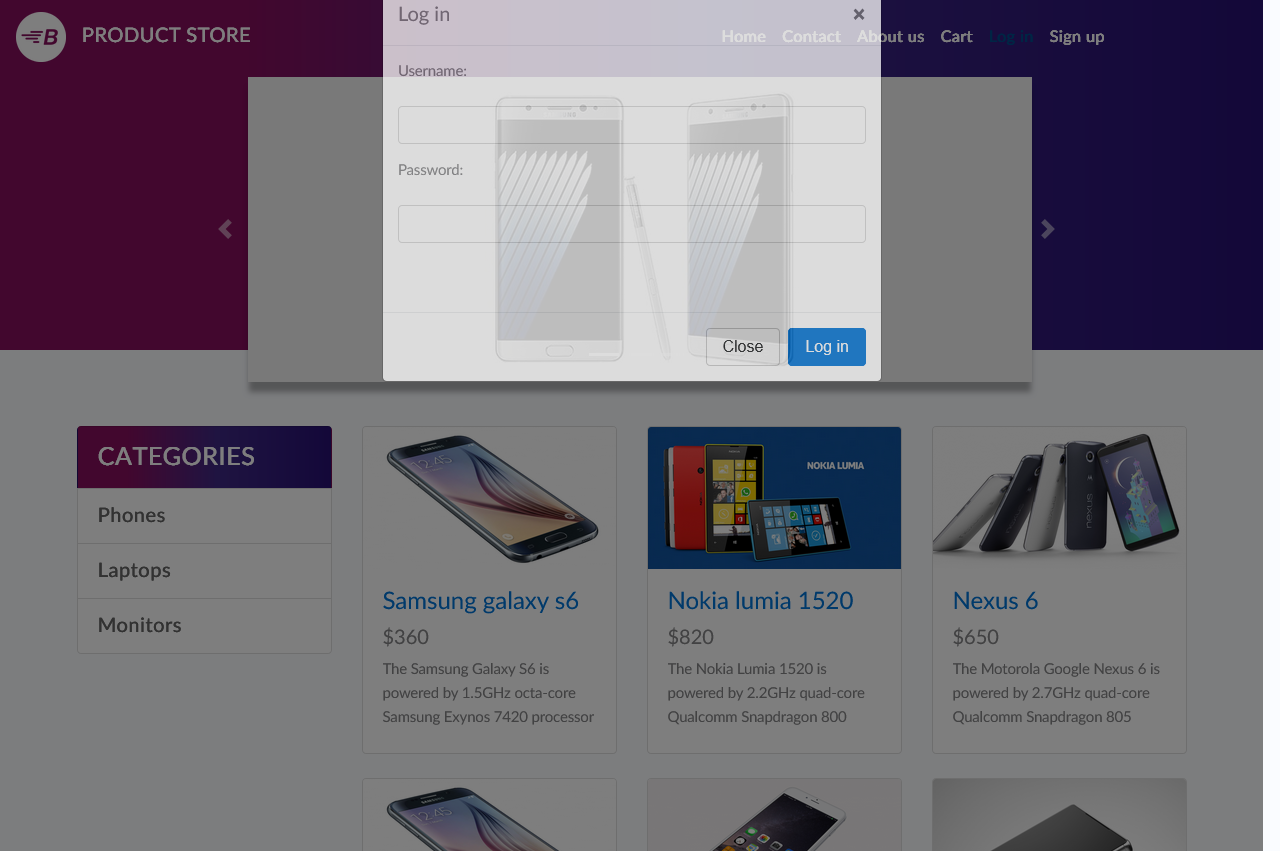 PRODUCT STORE
Log in
×
Home Contact About us Cart Log in Sign up
Username:
Password:
Close Log in
CATEGORIES
Phones
Laptops
Monitors
NOKIA LUMIA
Samsung galaxy s6
$360
The Samsung Galaxy S6 is
powered by 1.5GHz octa-core
Samsung Exynos 7420 processor
Nokia lumia 1520
$820
The Nokia Lumia 1520 is
powered by 2.2GHz quad-core
Qualcomm Snapdragon 800
Nexus 6
$650
The Motorola Google Nexus 6 is
powered by 2.7GHz quad-core
Qualcomm Snapdragon 805